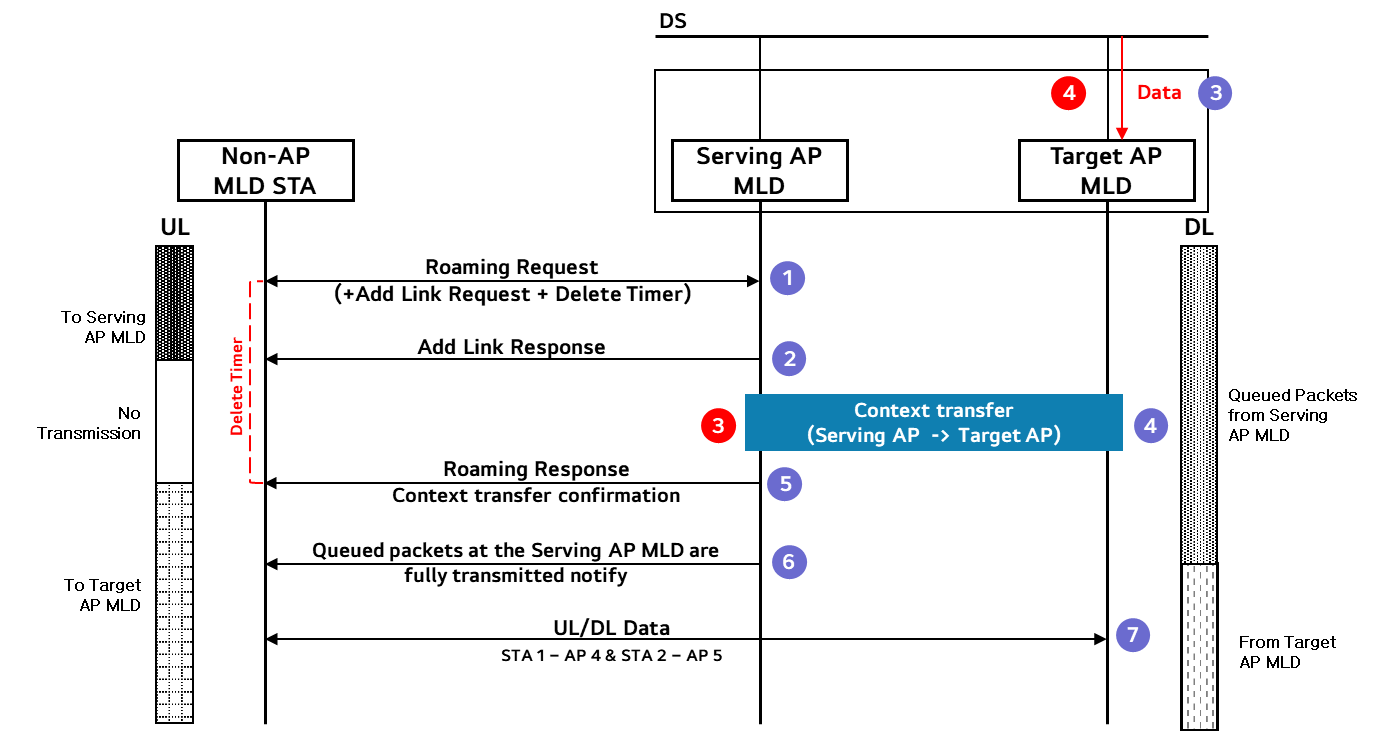 DS
4
Data
3
Non-AP
MLD STA
Serving AP
MLD
Target AP
MLD
UL
DL
Roaming Request
(+Add Link Request + Delete Timer)
1
To Serving
AP MLD
Delete Timer
Add Link Response
2
No
Transmission
3
Context transfer
(Serving AP -> Target AP)
4
Queued Packets
from Serving
AP MLD
Roaming Response
Context transfer confirmation
5
Queued packets at the Serving AP MLD are
fully transmitted notify
6
To Target
AP MLD
UL/DL Data
STA 1 – AP 4 & STA 2 – AP 5
7
From Target
AP MLD